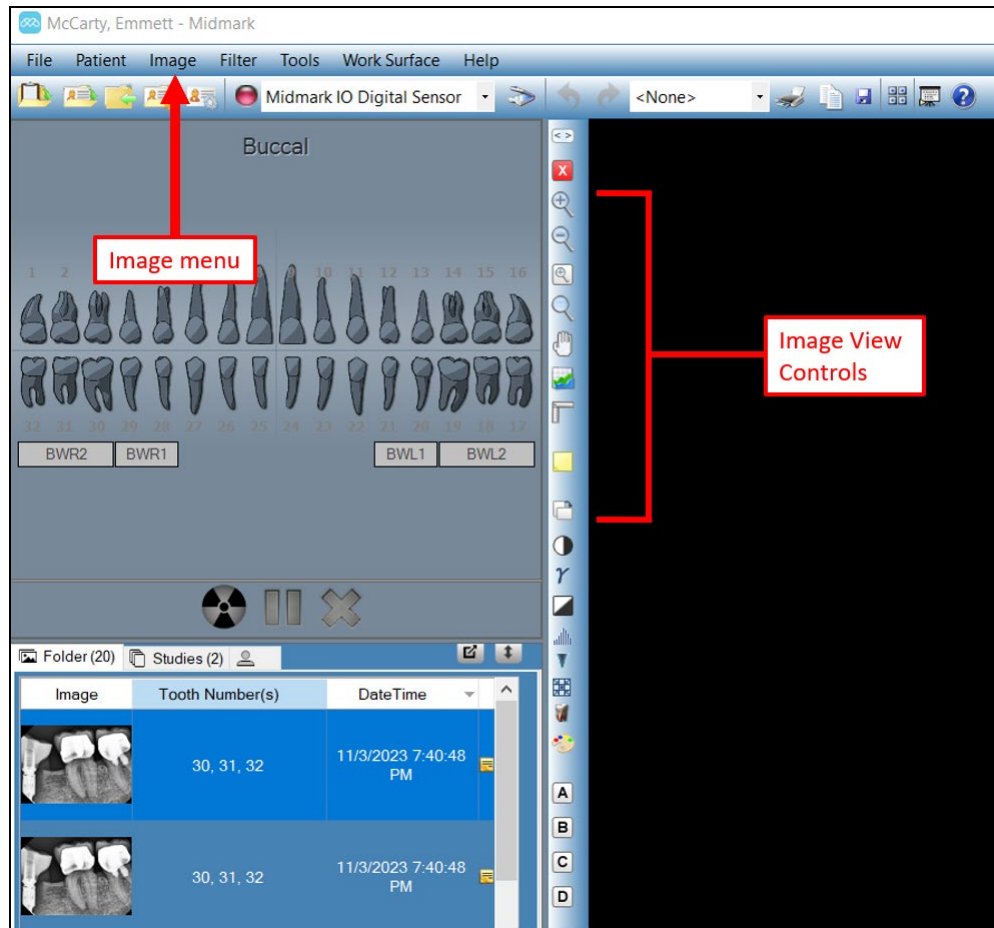 McCarty, Emmett - Midmark
File Patient Image Filter Tools Work Surface Help
Midmark IO Digital Sensor <None>
Buccal
Image menu
1 2 10 11 12 13 14 15 16
32 31 30 29 28 27 26 25 24 23 22 21 20 19 18 17
BWR2 BWR1 BWL1 BWL2
Image View
Controls
A
B
C
D
Folder (20) Studies (2)
Image Tooth Number(s) DateTime
30, 31, 32 11/3/2023 7:40:48
PM
30, 31, 32 11/3/2023 7:40:48
PM